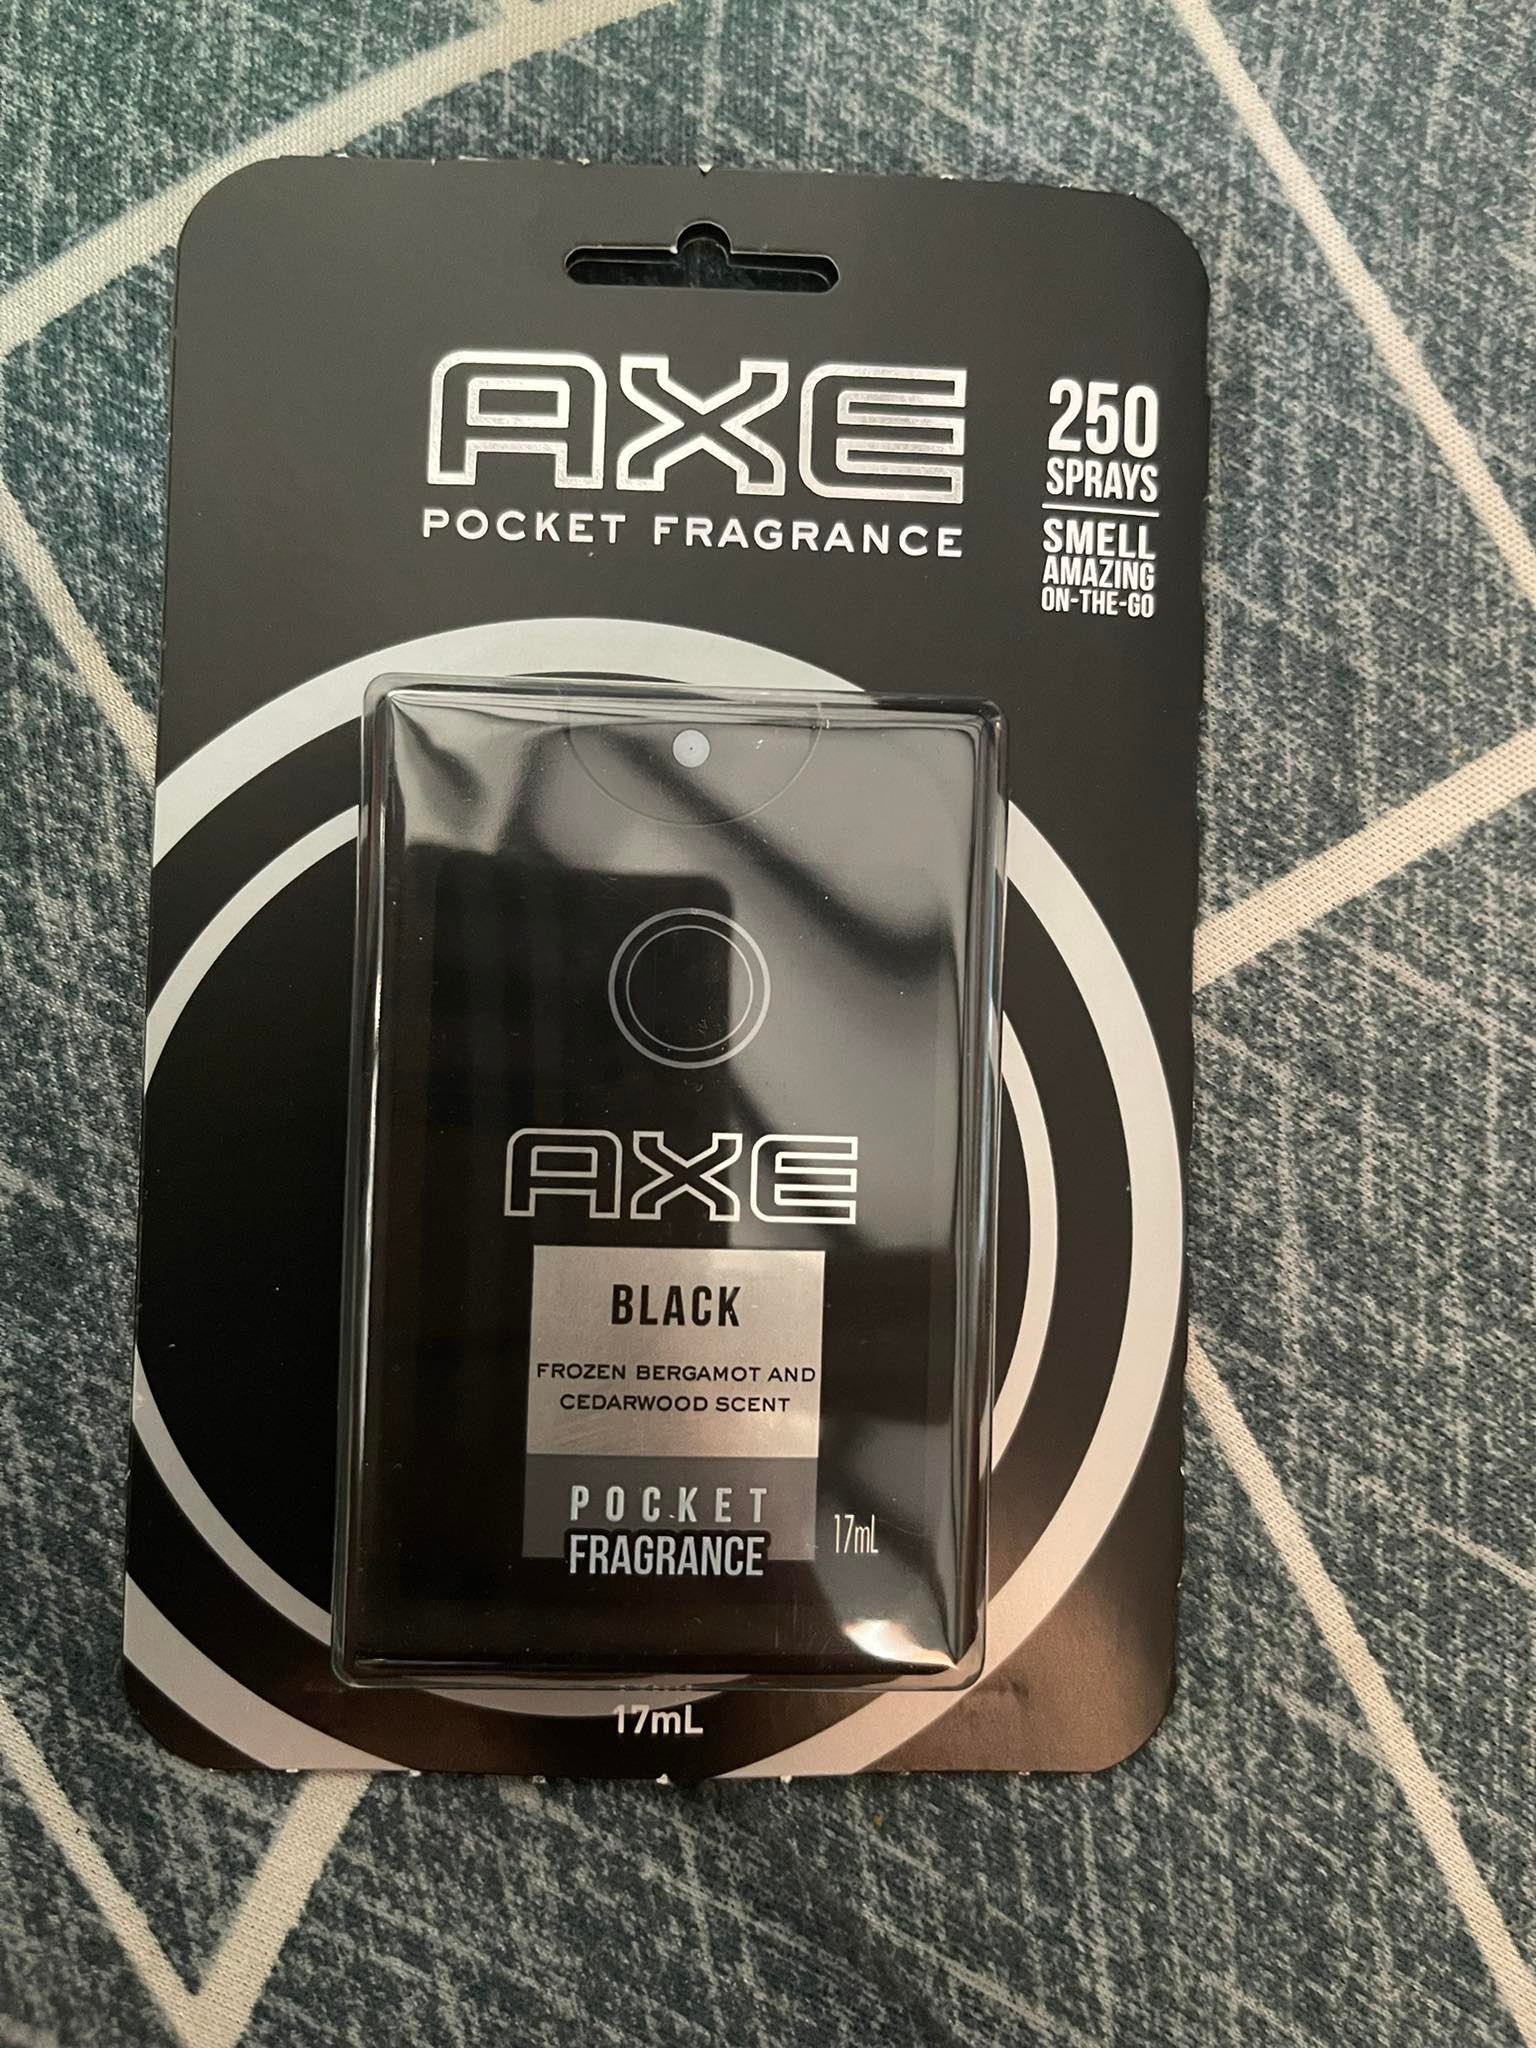 AXE
POCKET FRAGRANCE
250
SPRAYS
SMELL
AMAZING
ON-THE-GO
AXE
BLACK
FROZEN BERGAMOT AND
CEDARWOOD SCENT
POCKET
FRAGRANCE
17mL
17mL